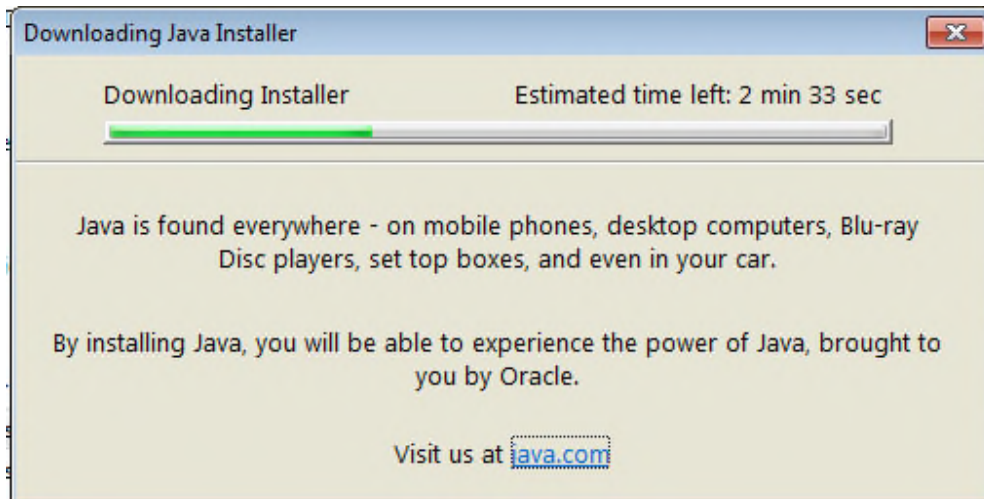 Downloading Java Installer
Downloading Installer Estimated time left: 2 min 33 sec
Java is found everywhere - on mobile phones, desktop computers, Blu-ray
Disc players, set top boxes, and even in your car.
By installing Java, you will be able to experience the power of Java, brought to
you by Oracle.
Visit us at java.com